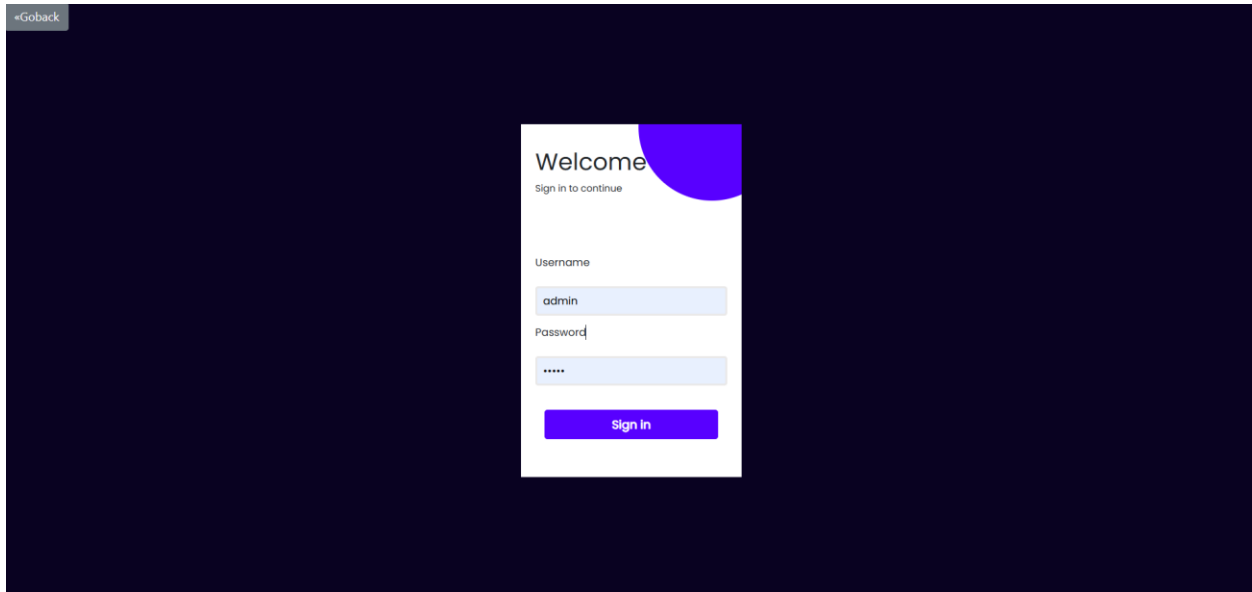 «Goback
Welcome
Sign in to continue
Username
admin
Password
•••••
Sign in